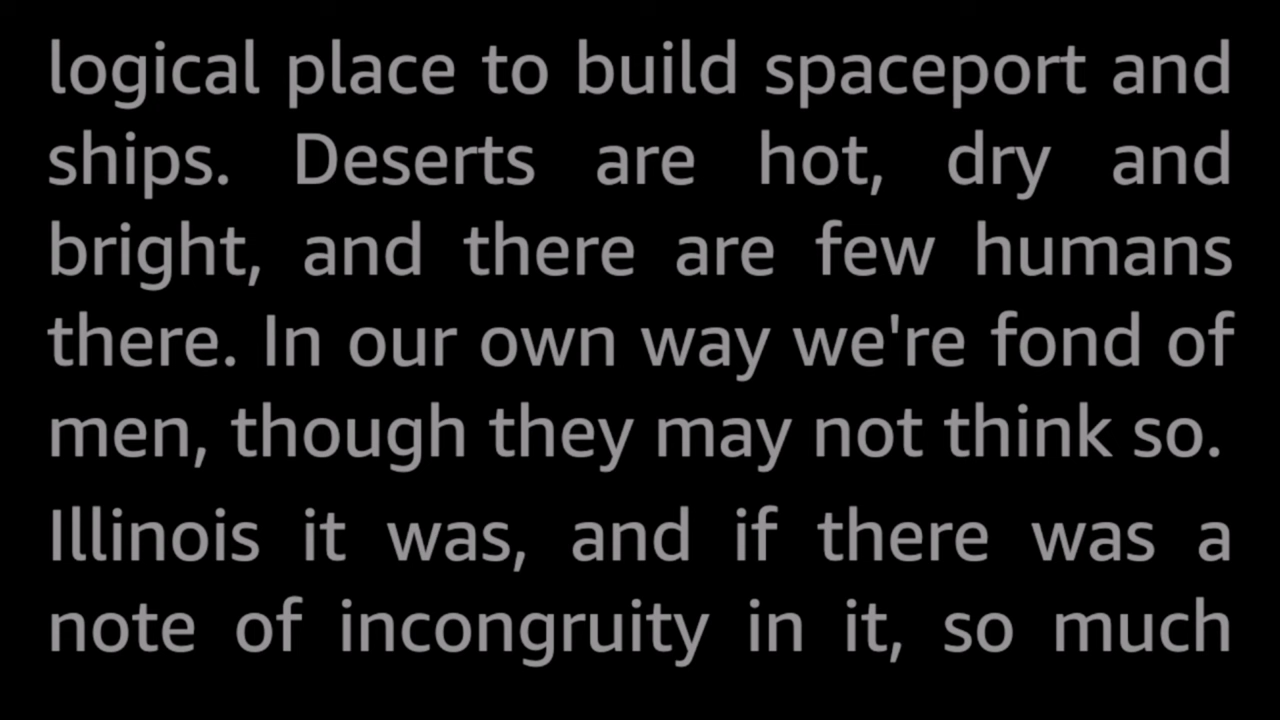 logical place to build spaceport and
ships. Deserts are hot, dry and
bright, and there are few humans
there. In our own way we're fond of
men, though they may not think so.
Illinois it was, and if there was a
note of incongruity in it, so much